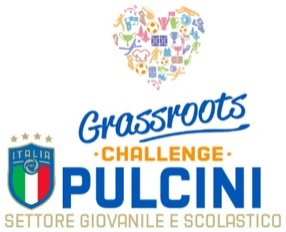 Grassroots
• CHALLENGE •
ITALIA
PULCINI
SETTORE GIOVANILE E SCOLASTICO